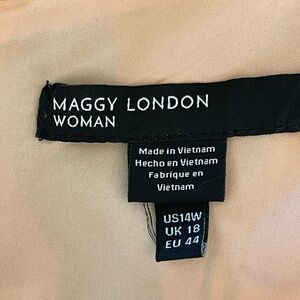 MAGGY LONDON
WOMAN
Made in Vietnam
Hecho en Vietnam
Fabrique en
Vietnam
US14W
UK 18
EU 44